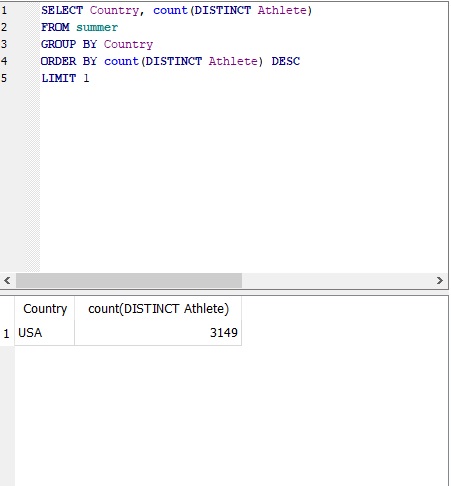 1 SELECT Country, count(DISTINCT Athlete)
2 FROM summer
3 GROUP BY Country
4 ORDER BY count(DISTINCT Athlete) DESC
5 LIMIT 1
Country count(DISTINCT Athlete)
1 USA 3149